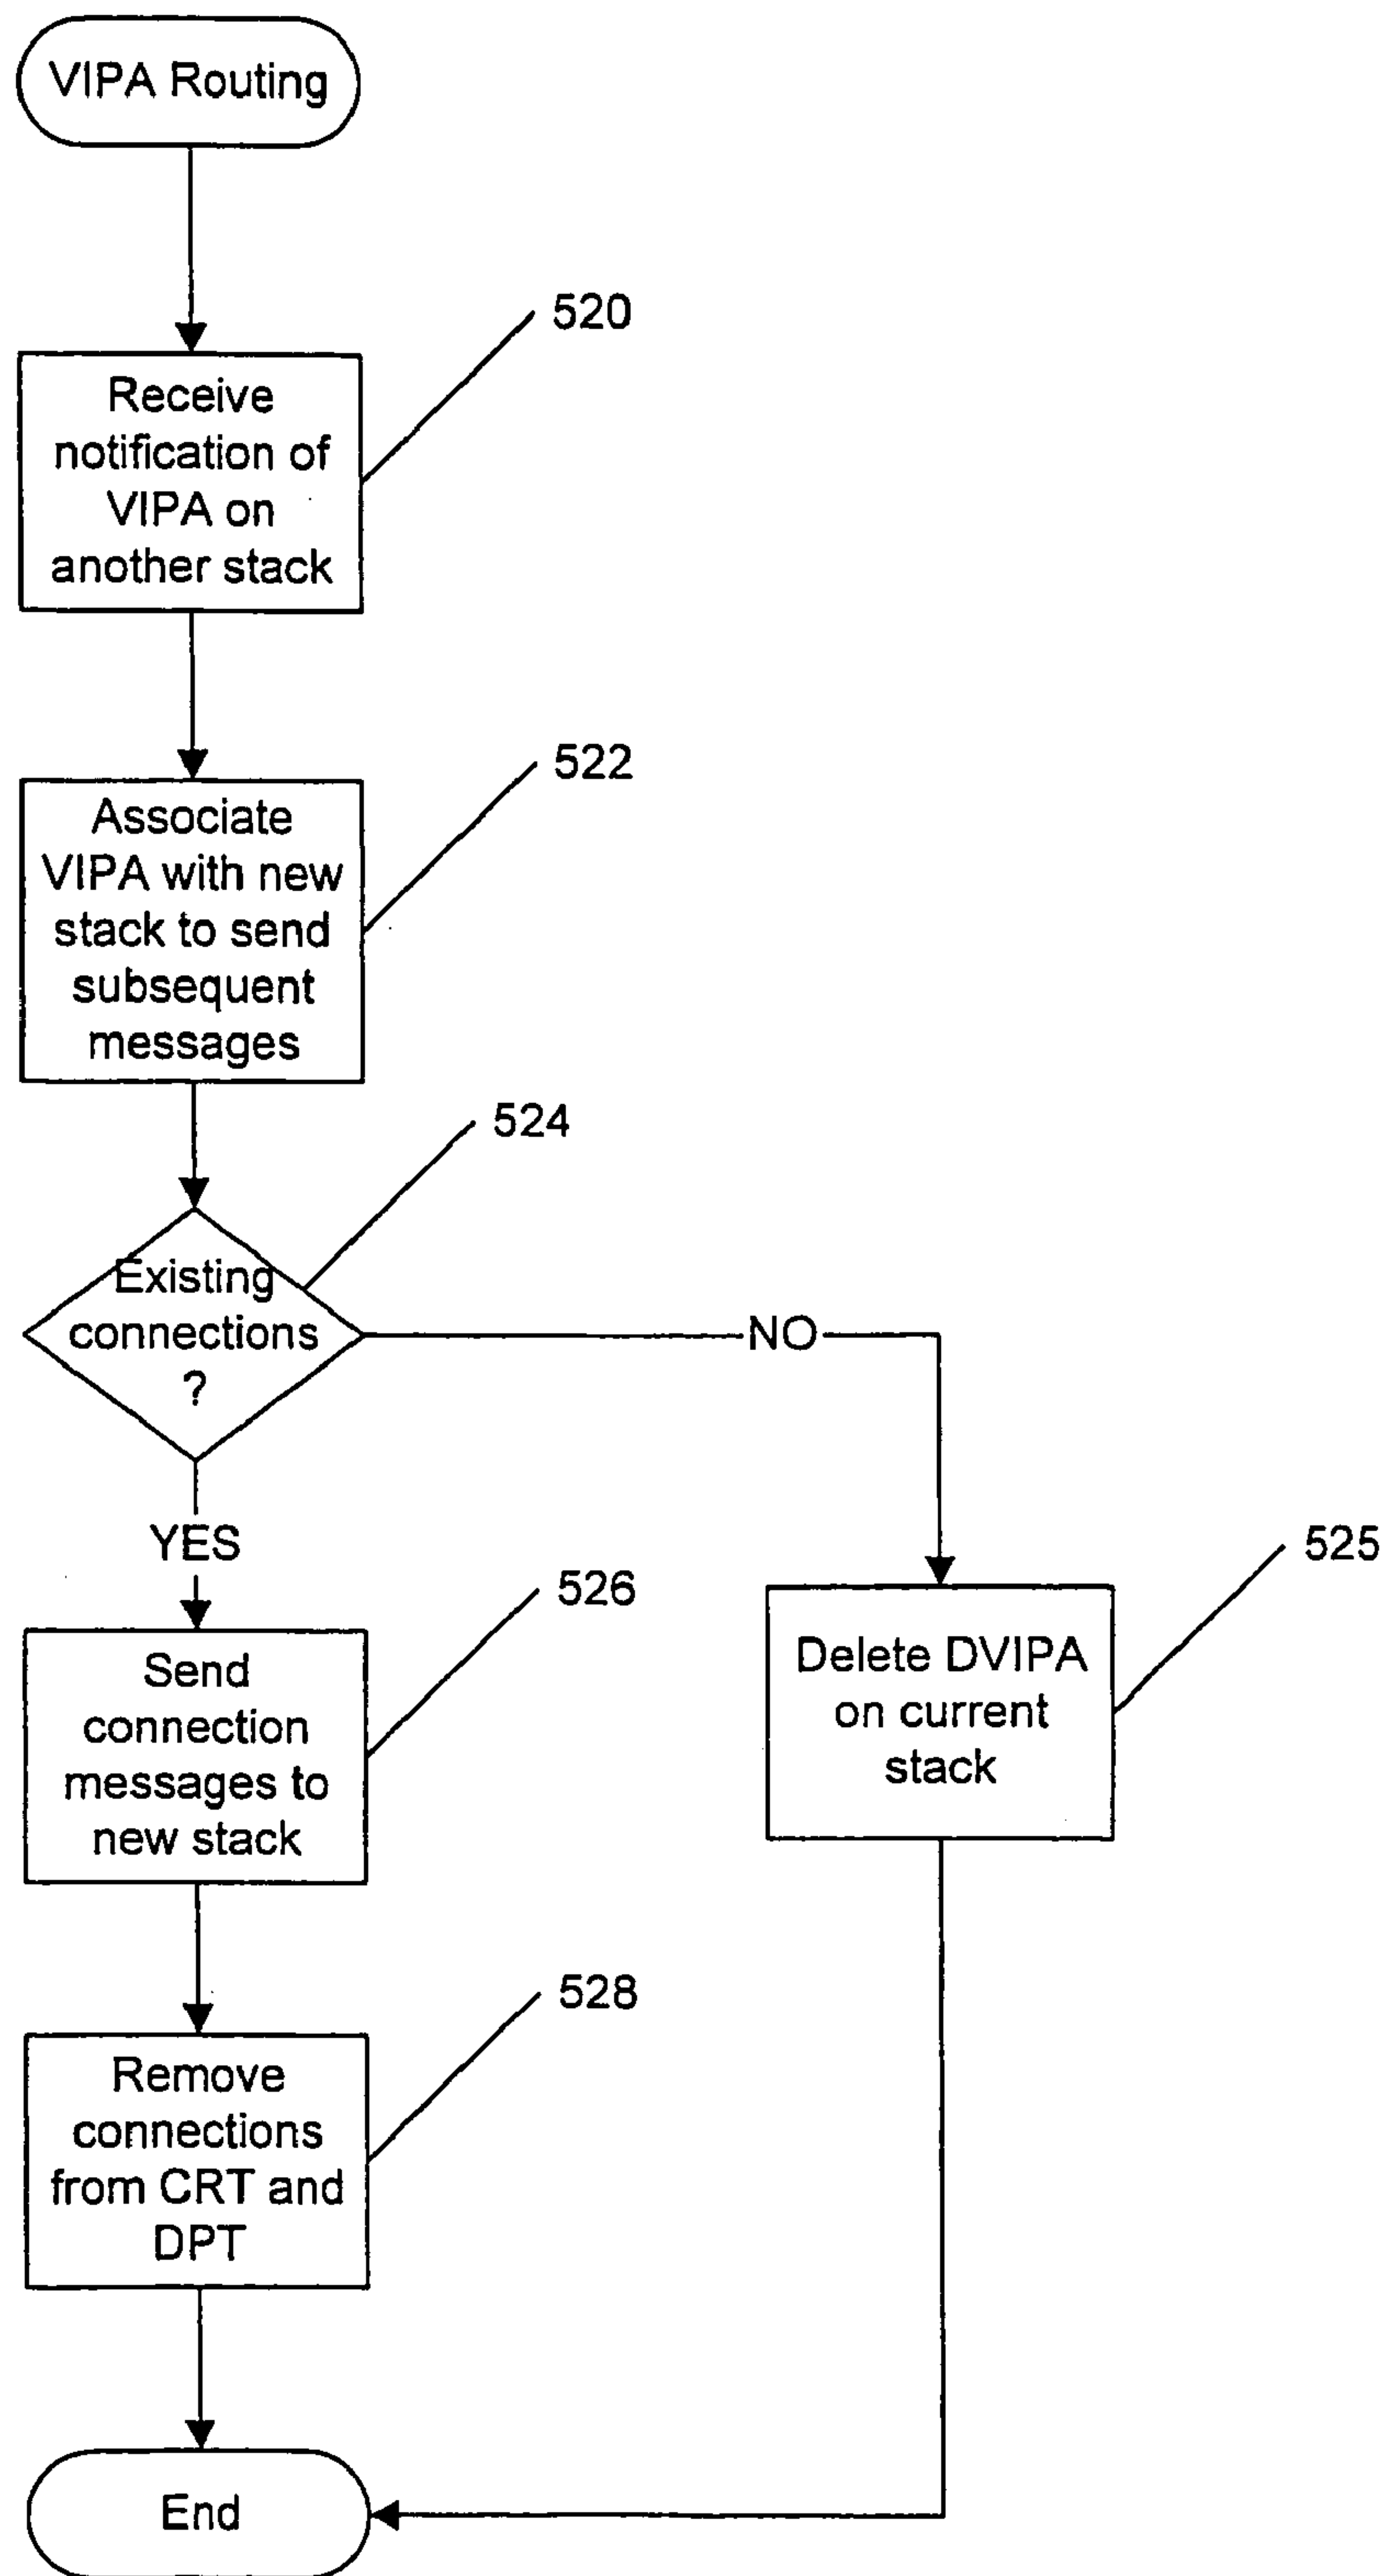 VIPA Routing
520
Receive
notification of
VIPA on
another stack
522
Associate
VIPA with new
stack to send
subsequent
messages
524
Existing
connections
?
NO
YES
525
526
Delete DVIPA
on current
stack
Send
connection
messages to
new stack
528
Remove
connections
from CRT and
DPT
End